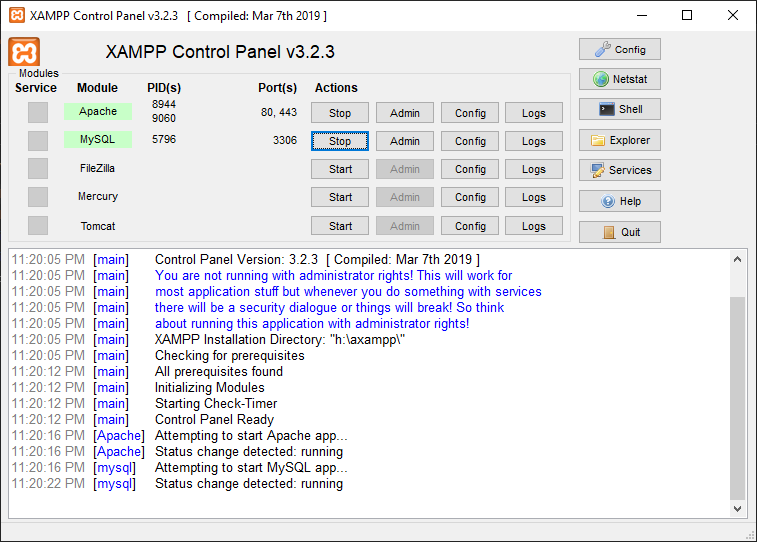 XAMPP Control Panel v3.2.3   [ Compiled: Mar 7th 2019 ]
XAMPP Control Panel v3.2.3
Config
Modules
Service Module PID(s) Port(s) Actions
Netstat
Apache 8944 9060 80, 443 Stop Admin Config Logs
Shell
MySQL 5796 3306 Stop Admin Config Logs
Explorer
FileZilla Start Admin Config Logs
Services
Mercury Start Admin Config Logs
Help
Tomcat Start Admin Config Logs
Quit
11:20:05 PM [main] Control Panel Version: 3.2.3  [ Compiled: Mar 7th 2019 ]
11:20:05 PM [main] You are not running with administrator rights! This will work for
11:20:05 PM [main] most application stuff but whenever you do something with services
11:20:05 PM [main] there will be a security dialogue or things will break! So think
11:20:05 PM [main] about running this application with administrator rights!
11:20:05 PM [main] XAMPP Installation Directory: "h:\axampp\"
11:20:05 PM [main] Checking for prerequisites
11:20:12 PM [main] All prerequisites found
11:20:12 PM [main] Initializing Modules
11:20:12 PM [main] Starting Check-Timer
11:20:12 PM [main] Control Panel Ready
11:20:16 PM [Apache] Attempting to start Apache app...
11:20:16 PM [Apache] Status change detected: running
11:20:16 PM [mysql] Attempting to start MySQL app...
11:20:22 PM [mysql] Status change detected: running